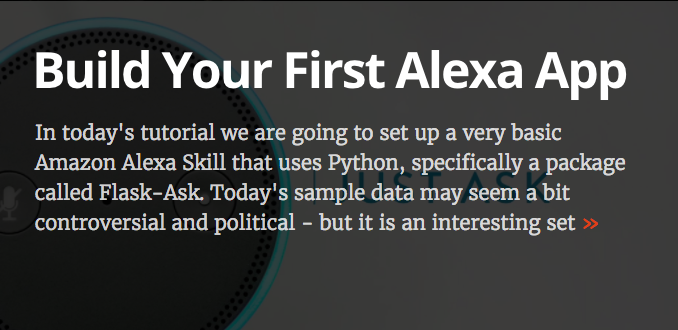 Build Your First Alexa App
In today's tutorial we are going to set up a very basic
Amazon Alexa Skill that uses Python, specifically a package
called Flask-Ask. Today's sample data may seem a bit
controversial and political - but it is an interesting set »
JUST ASK